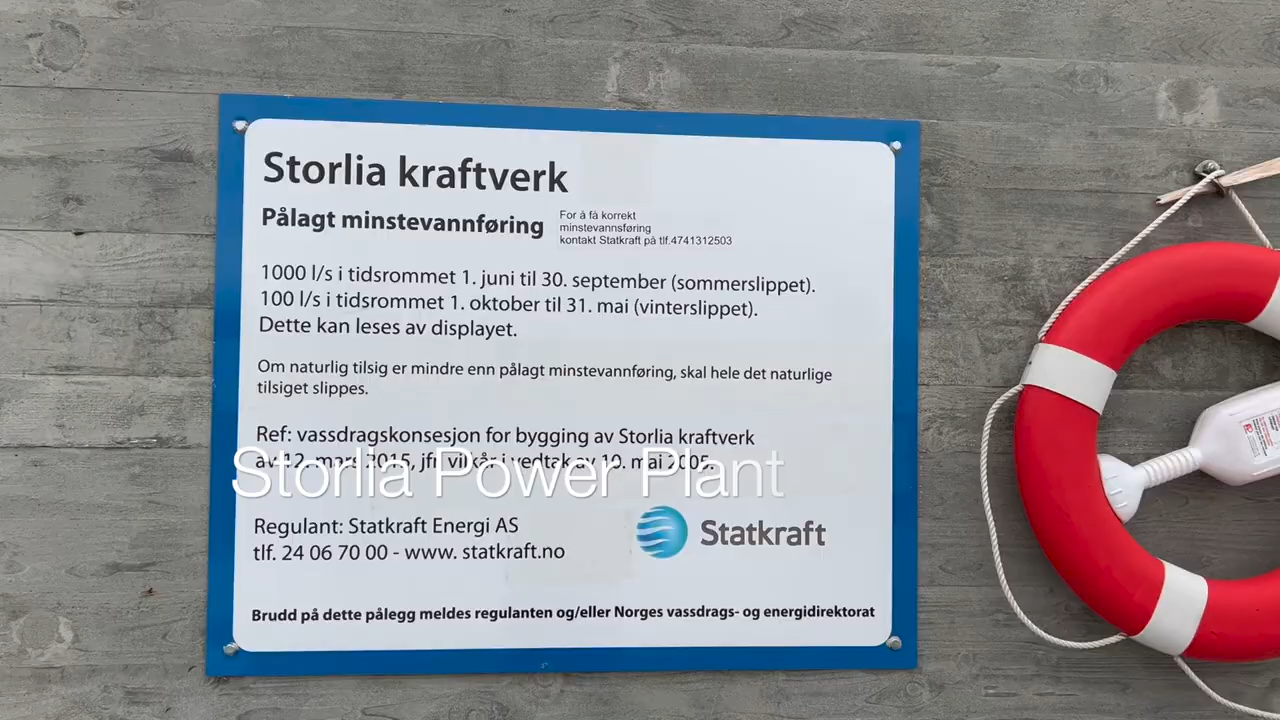 Storlia kraftverk
Pålagt minstevannføring
For å få korrekt
minstevannsføring
kontakt Statkraft på tlf.4741312503
1000 l/s i tidsrommet 1. juni til 30. september (sommerslippet).
100 l/s i tidsrommet 1. oktober til 31. mai (vinterslippet).
Dette kan leses av displayet.
Om naturlig tilsig er mindre enn pålagt minstevannføring, skal hele det naturlige
tilsiget slippes.
Ref: vassdragskonsesjon for bygging av Storlia kraftverk
av 12. mars 2015, jfr. vilkår i vedtak av 10. mai 2005.
Storlia Power Plant
Regulant: Statkraft Energi AS
tlf. 24 06 70 00 - www. statkraft.no
Statkraft
Brudd på dette pålegg meldes regulanten og/eller Norges vassdrags- og energidirektorat